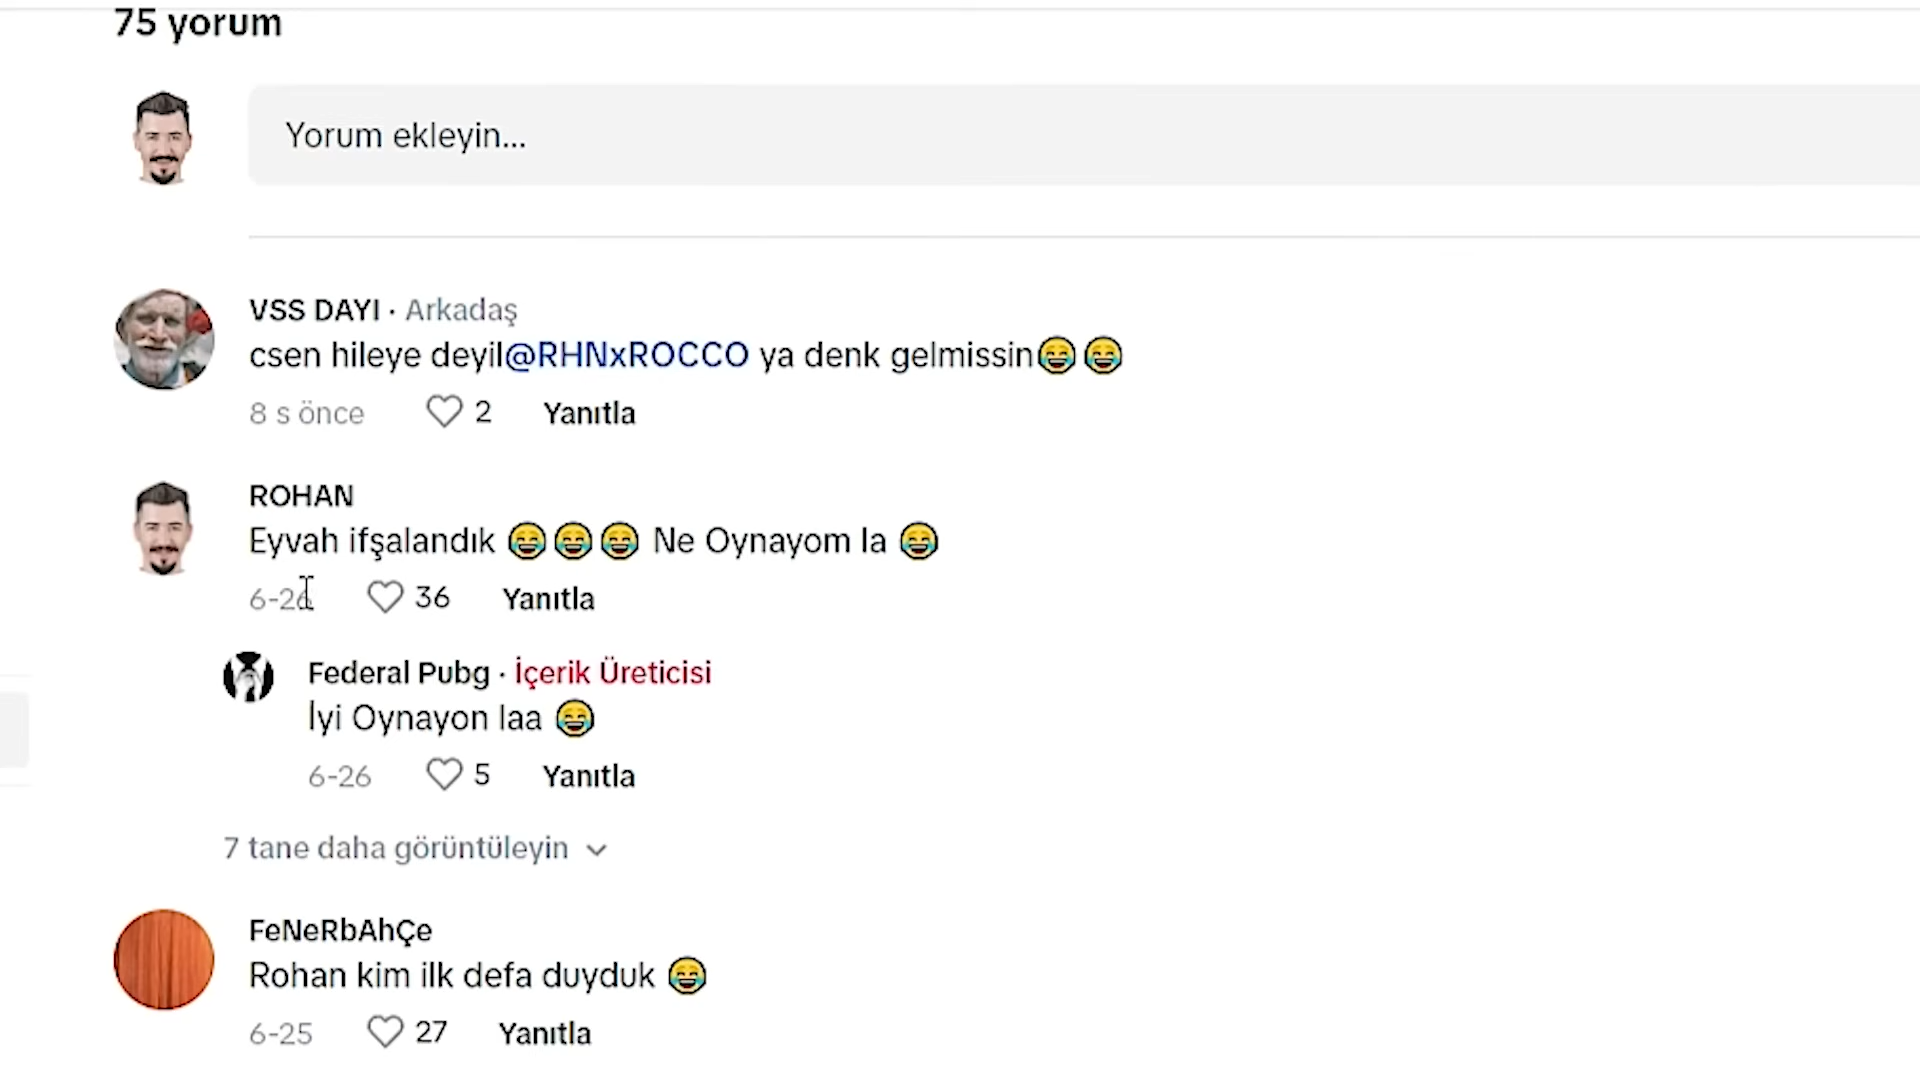 75 yorum
Yorum ekleyin...
VSS DAYI · Arkadaş
csen hileye deyil@RHNxROCCO ya denk gelmissin😂😂
8 s önce 2 Yanıtla
ROHAN
Eyvah ifşalandık 😂😂😂 Ne Oynayom la 😂
6-26 36 Yanıtla
Federal Pubg · İçerik Üreticisi
İyi Oynayon laa 😂
6-26 5 Yanıtla
7 tane daha görüntüleyin
FeNeRbAhÇe
Rohan kim ilk defa duyduk 😂
6-25 27 Yanıtla